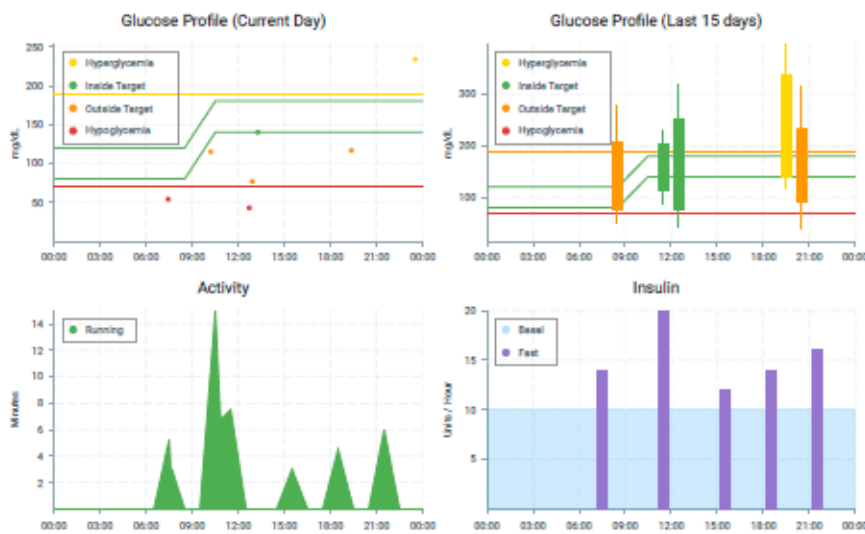 Glucose Profile (Current Day)
250
200
150
100
50
mg/dL
Hyperglycemia
Inside Target
Outside Target
Hypoglycemia
00:00 03:00 06:00 09:00 12:00 15:00 18:00 21:00 00:00
Glucose Profile (Last 15 days)
300
200
100
mg/dL
Hyperglycemia
Inside Target
Outside Target
Hypoglycemia
00:00 03:00 06:00 09:00 12:00 15:00 18:00 21:00 00:00
Activity
14
12
10
8
6
4
2
Minutes
Running
00:00 03:00 06:00 09:00 12:00 15:00 18:00 21:00 00:00
Insulin
20
15
10
5
Units / Hour
Basal
Fast
00:00 03:00 06:00 09:00 12:00 15:00 18:00 21:00 00:00